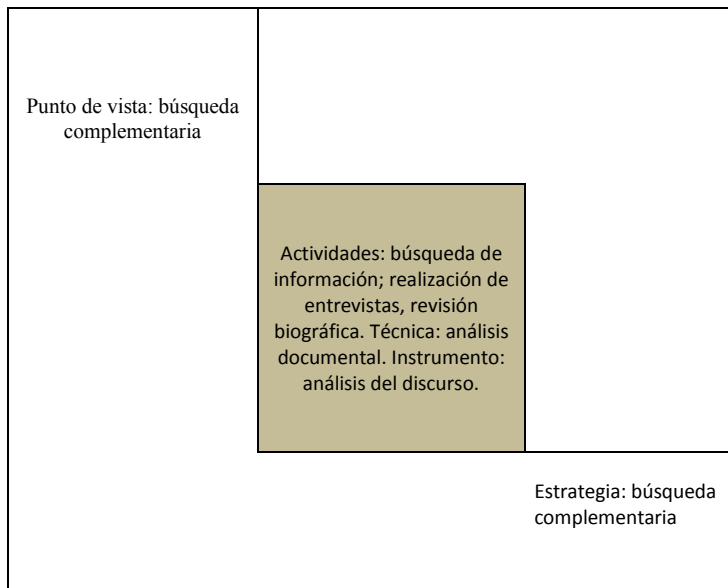 Punto de vista: búsqueda
complementaria
Actividades: búsqueda de
información; realización de
entrevistas, revisión
biográfica. Técnica: análisis
documental. Instrumento:
análisis del discurso.
Estrategia: búsqueda
complementaria